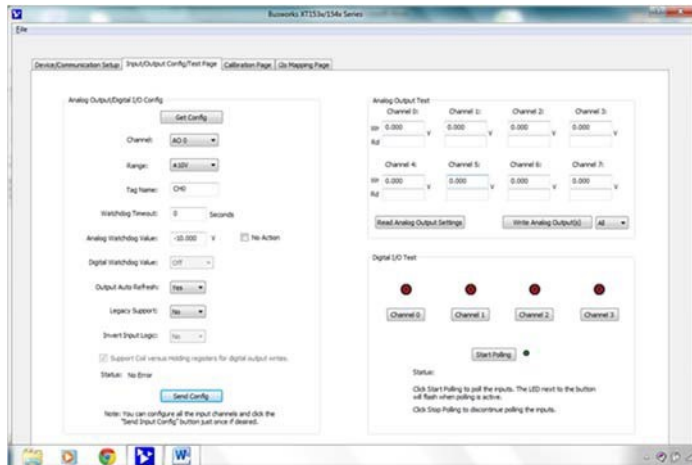 Busworks XT153x/154x Series
File
Device/Communication Setup Input/Output Config/Test Page Calibration Page i2o Mapping Page
Analog Output/Digital I/O Config
Get Config
Channel: AO 0
Range: ±10V
Tag Name: CH0
Watchdog Timeout: 0 Seconds
Analog Watchdog Value: -10.000 V No Action
Digital Watchdog Value: Off
Output Auto Refresh: Yes
Legacy Support: No
Invert Input Logic: No
Support Coil versus Holding registers for digital output writes.
Status: No Error
Send Config
Note: You can configure all the input channels and click the
"Send Input Config" button just once if desired.
Analog Output Test
Channel 0: Channel 1: Channel 2: Channel 3:
Wr 0.000 V 0.000 V 0.000 V 0.000 V
Rd
Channel 4: Channel 5: Channel 6: Channel 7:
Wr 0.000 V 0.000 V 0.000 V 0.000 V
Rd
Read Analog Output Settings Write Analog Output(s) All
Digital I/O Test
Channel 0 Channel 1 Channel 2 Channel 3
Start Polling
Status:
Click Start Polling to poll the inputs. The LED next to the button
will flash when polling is active.
Click Stop Polling to discontinue polling the inputs.